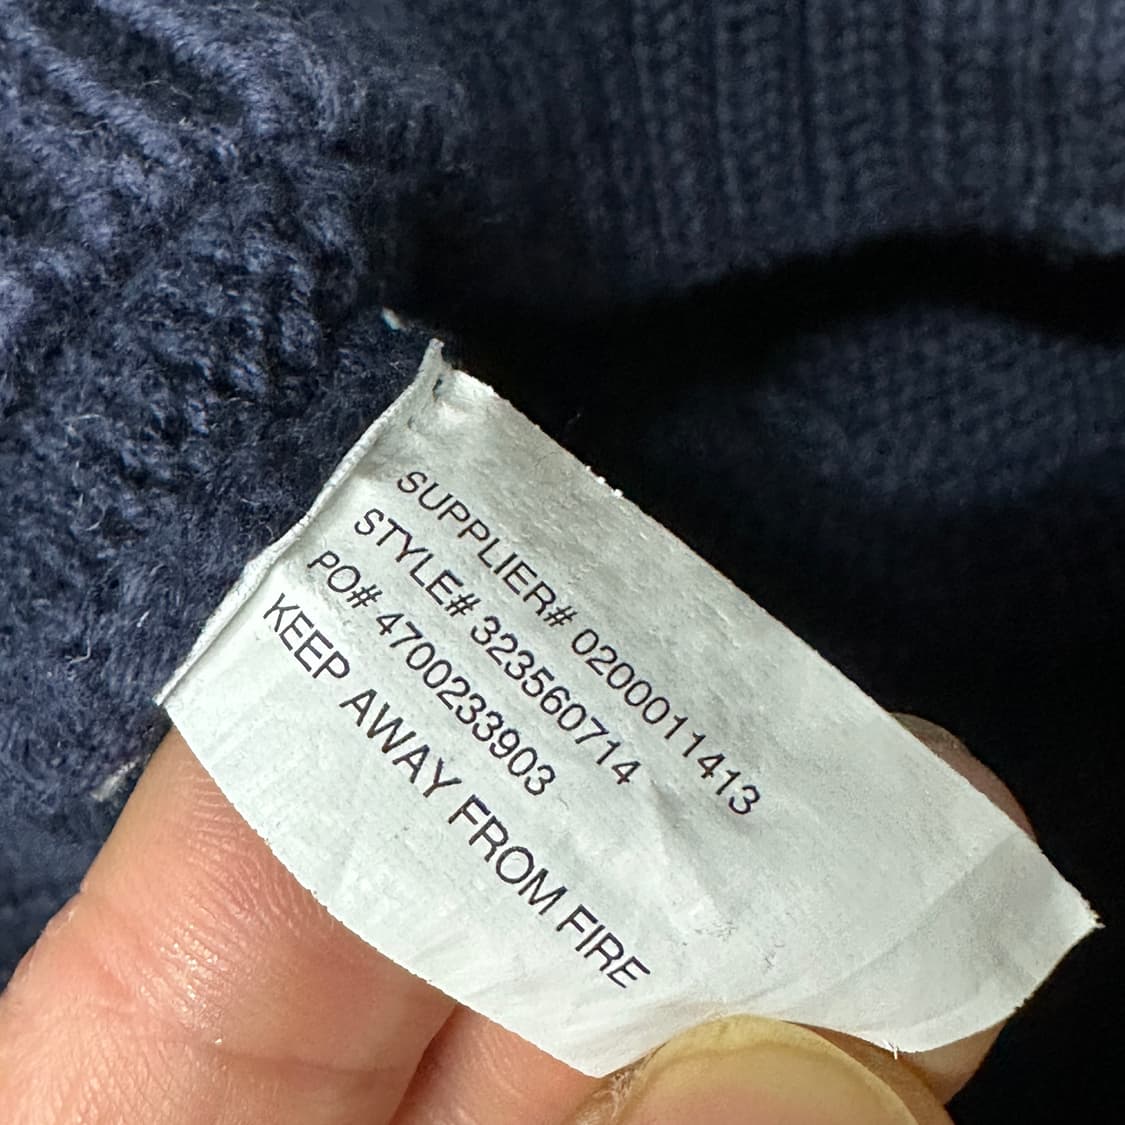 SUPPLIER# 0200011413
STYLE# 323560714
PO# 4700233903
KEEP AWAY FROM FIRE